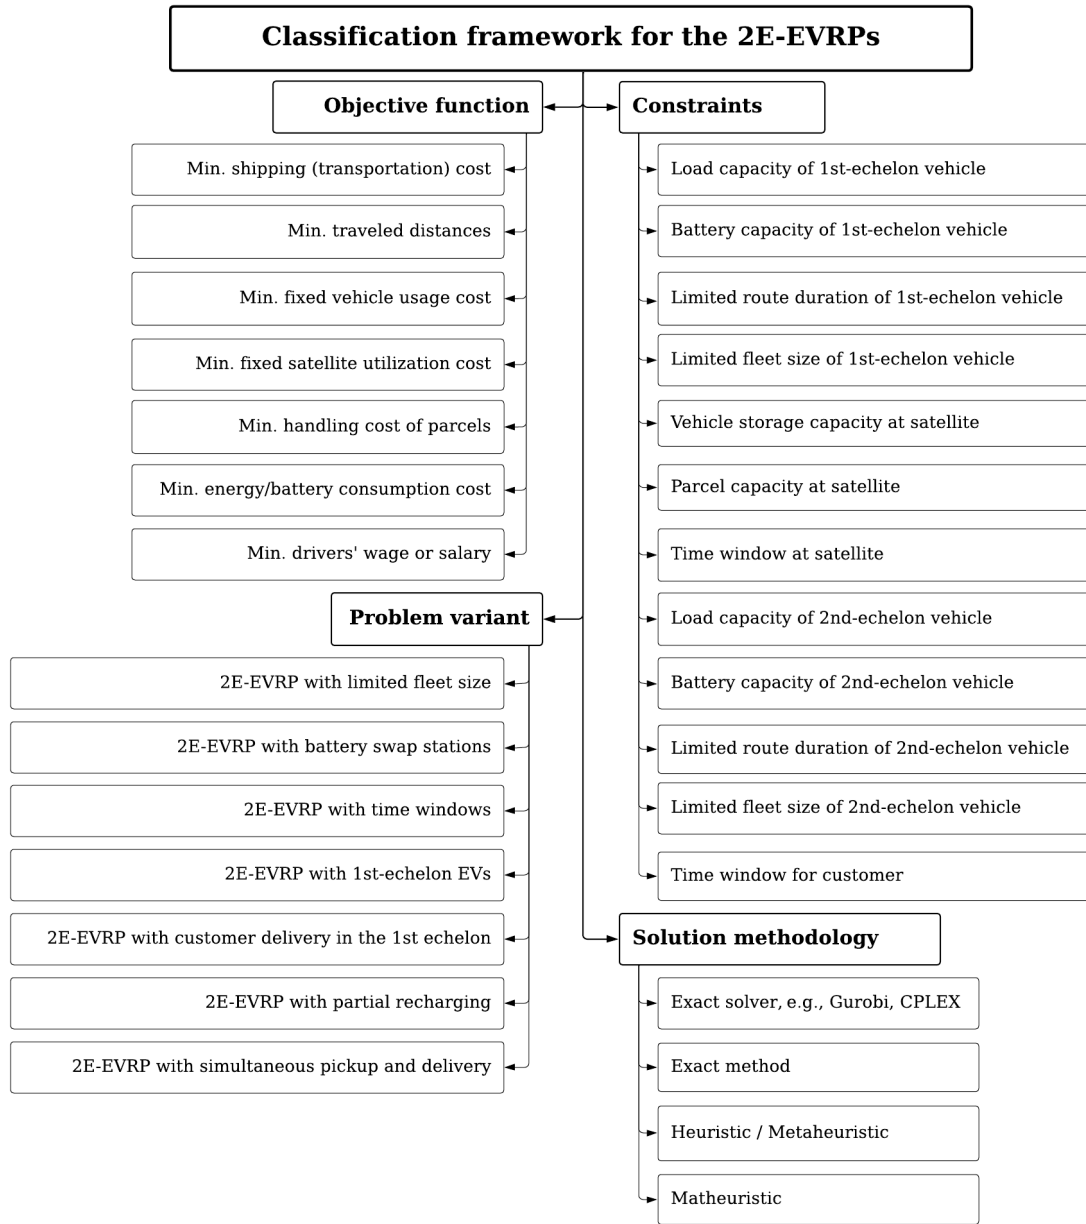 Classification framework for the 2E-EVRPs
Objective function
Min. shipping (transportation) cost
Min. traveled distances
Min. fixed vehicle usage cost
Min. fixed satellite utilization cost
Min. handling cost of parcels
Min. energy/battery consumption cost
Min. drivers' wage or salary
Problem variant
2E-EVRP with limited fleet size
2E-EVRP with battery swap stations
2E-EVRP with time windows
2E-EVRP with 1st-echelon EVs
2E-EVRP with customer delivery in the 1st echelon
2E-EVRP with partial recharging
2E-EVRP with simultaneous pickup and delivery
Constraints
Load capacity of 1st-echelon vehicle
Battery capacity of 1st-echelon vehicle
Limited route duration of 1st-echelon vehicle
Limited fleet size of 1st-echelon vehicle
Vehicle storage capacity at satellite
Parcel capacity at satellite
Time window at satellite
Load capacity of 2nd-echelon vehicle
Battery capacity of 2nd-echelon vehicle
Limited route duration of 2nd-echelon vehicle
Limited fleet size of 2nd-echelon vehicle
Time window for customer
Solution methodology
Exact solver, e.g., Gurobi, CPLEX
Exact method
Heuristic / Metaheuristic
Matheuristic